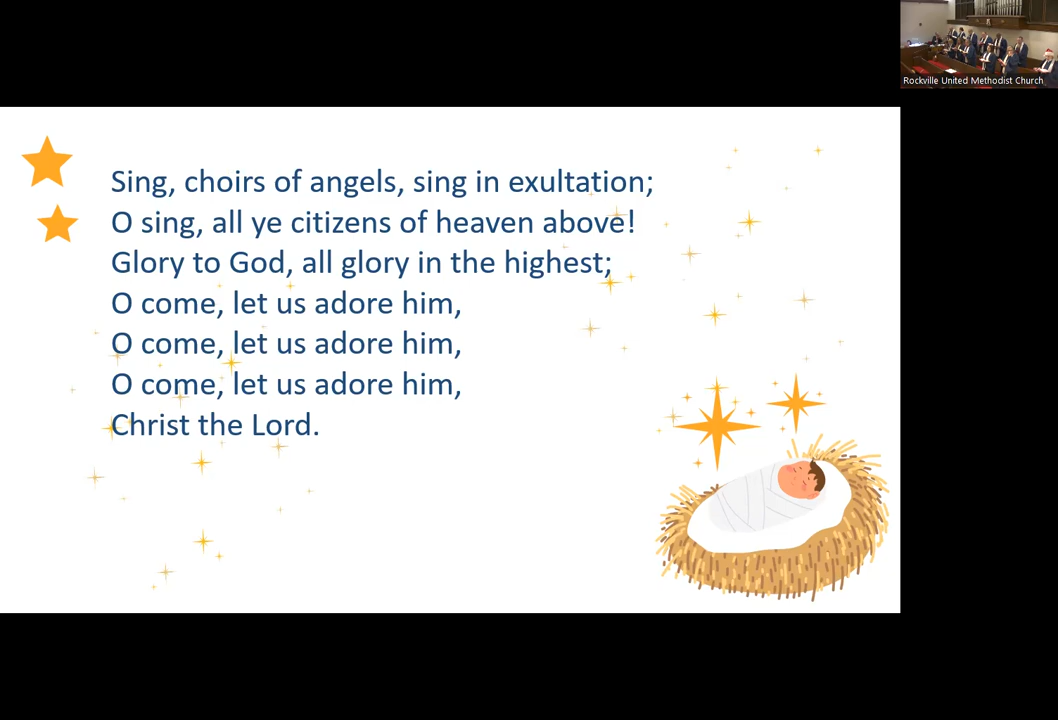 Rockville United Methodist Church
Sing, choirs of angels, sing in exultation;
O sing, all ye citizens of heaven above!
Glory to God, all glory in the highest;
O come, let us adore him,
O come, let us adore him,
O come, let us adore him,
Christ the Lord.